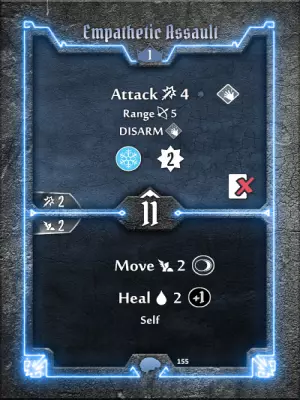 Empathetic Assault
1
Attack 4
Range 5
DISARM
2
2
11
2
Move 2
Heal 2 +1
Self
155